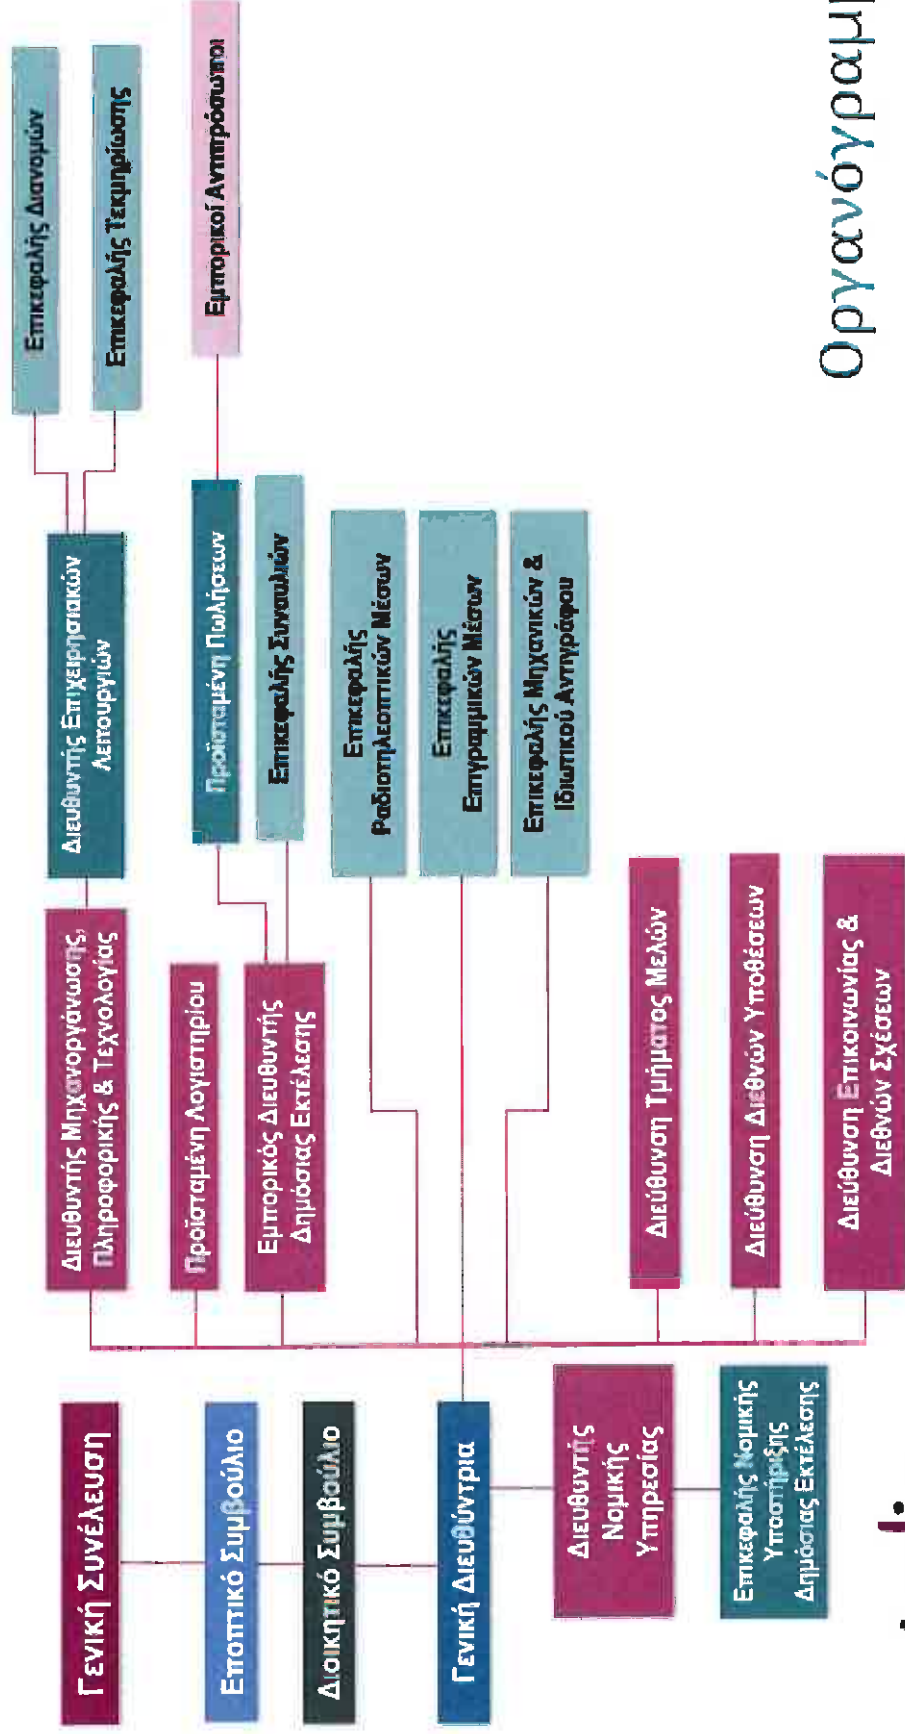 Γενική Συνέλευση
Εποπτικό Συμβούλιο
Διοικητικό Συμβούλιο
Γενική Διευθύντρια
Διευθυντής
Νομικής
Υπηρεσίας
Επικεφαλής Νομικής
Υποστήριξης
Δημόσιας Εκτέλεσης
Διευθυντής Μηχανοργάνωσης,
Πληροφορικής & Τεχνολογίας
Διευθυντής Επιχειρησιακών
Λειτουργιών
Επικεφαλής Διανομών
Επικεφαλής Τεκμηρίωσης
Προϊσταμένη Λογιστηρίου
Εμπορικός Διευθυντής
Δημόσιας Εκτέλεσης
Προϊσταμένη Πωλήσεων
Εμπορικοί Αντιπρόσωποι
Επικεφαλής Συναυλιών
Επικεφαλής
Ραδιοτηλεοπτικών Μέσων
Επικεφαλής
Επιγραμμικών Μέσων
Επικεφαλής Μηχανικών &
Ιδιωτικού Αντιγράφου
Διεύθυνση Τμήματος Μελών
Διεύθυνση Διεθνών Υποθέσεων
Διεύθυνση Επικοινωνίας &
Διεθνών Σχέσεων